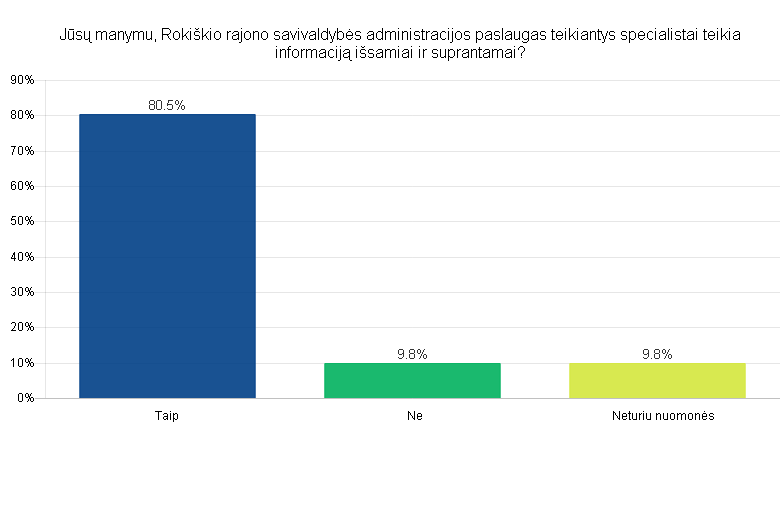 Jūsų manymu, Rokiškio rajono savivaldybės administracijos paslaugas teikiantys specialistai teikia
informaciją išsamiai ir suprantamai?
90%
80%
70%
60%
50%
40%
30%
20%
10%
0%
80.5%
9.8%
9.8%
Taip
Ne
Neturiu nuomonės